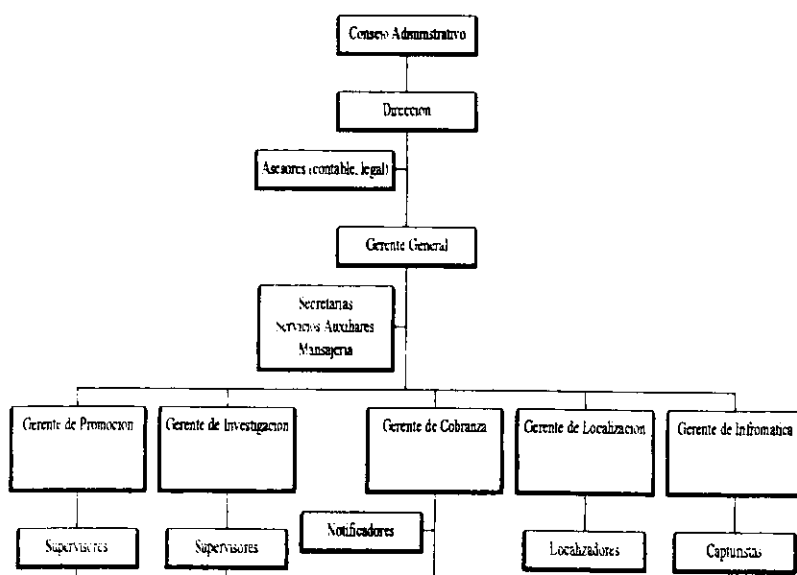 Consejo Administrativo
Direccion
Asesores (contable, legal)
Gerente General
Secretarias
Servicios Auxiliares
Mansajeria
Gerente de Promocion
Gerente de Investigacion
Gerente de Cobranza
Gerente de Localizacion
Gerente de Infromatica
Notificadores
Supervisores
Supervisores
Localizadores
Capturistas